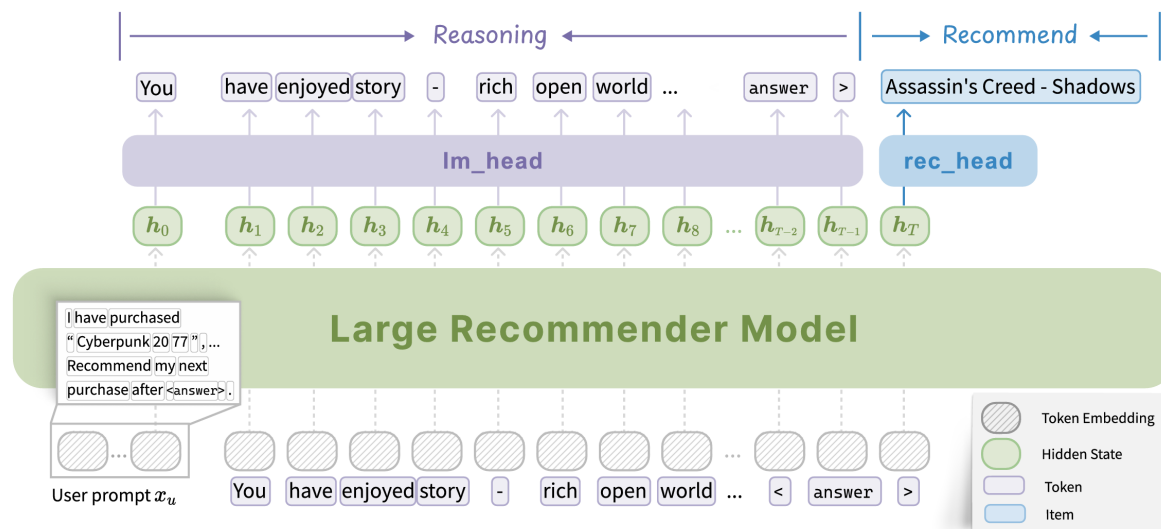 Reasoning Recommend
You have enjoyed story - rich open world ... answer > Assassin's Creed - Shadows
lm_head rec_head
h0 h1 h2 h3 h4 h5 h6 h7 h8 ... hT−2 hT−1 hT
Large Recommender Model
I have purchased
“ Cyberpunk 20 77 ” , ...
Recommend my next
purchase after <answer> .
... ...
User prompt xu
You have enjoyed story - rich open world ... < answer >
Token Embedding
Hidden State
Token
Item